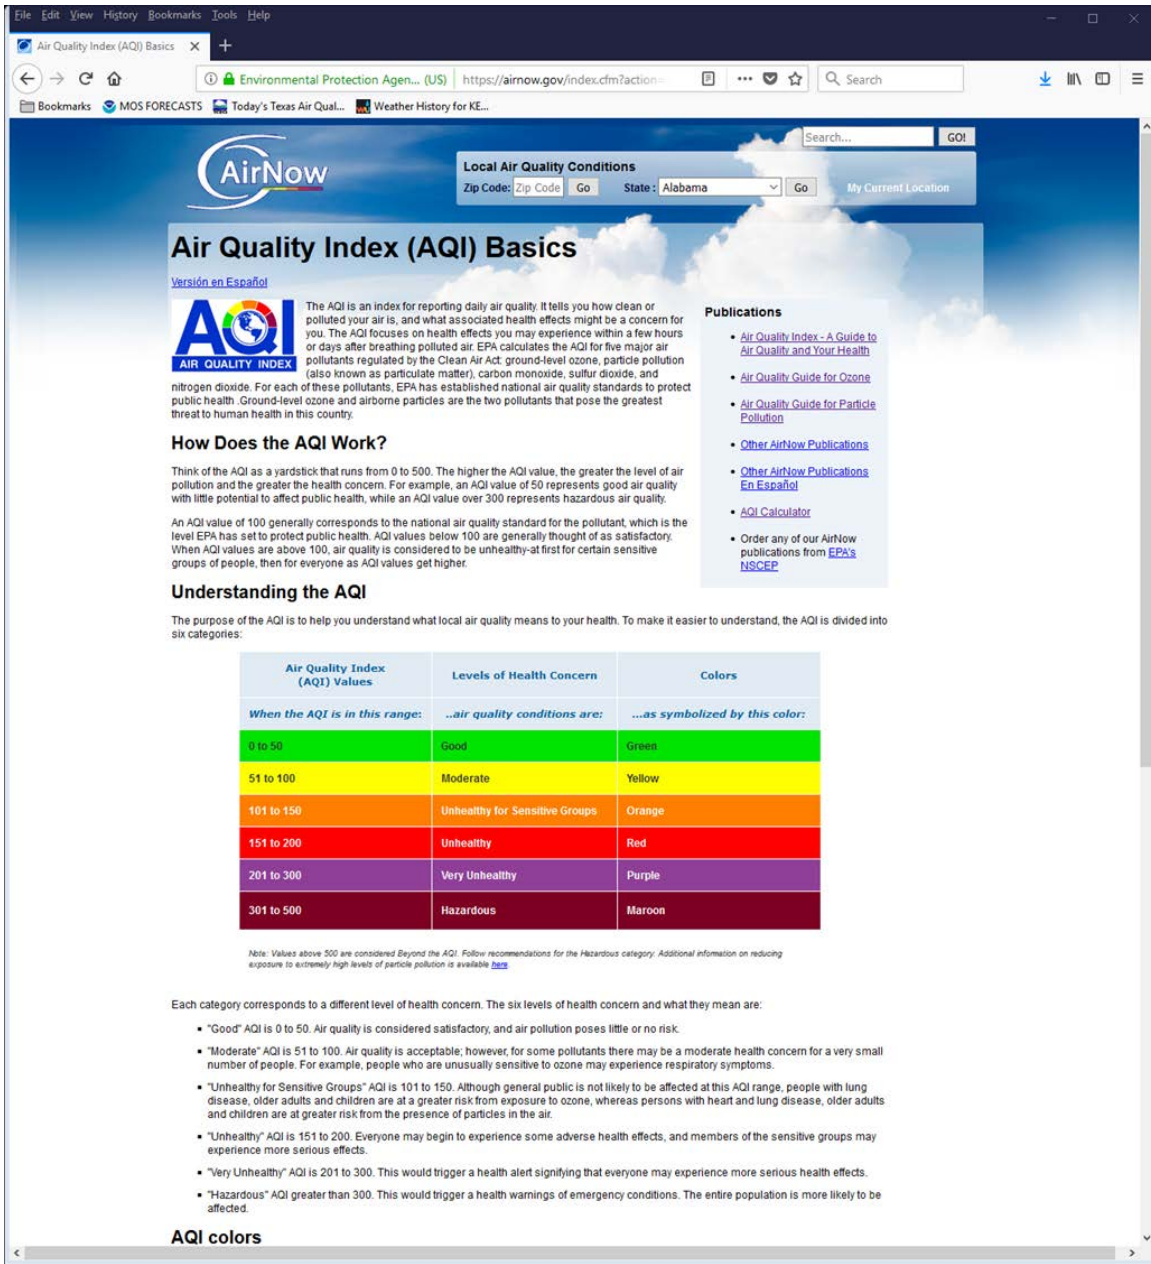 File Edit View History Bookmarks Tools Help
Air Quality Index (AQI) Basics
Environmental Protection Agen... (US) https://airnow.gov/index.cfm?action= Search
Bookmarks MOS FORECASTS Today's Texas Air Qual... Weather History for KE...
Search... GO!
AirNow
Local Air Quality Conditions
Zip Code: Zip Code Go State : Alabama Go My Current Location
Air Quality Index (AQI) Basics
Versión en Español
AQI
AIR QUALITY INDEX
The AQI is an index for reporting daily air quality. It tells you how clean or
polluted your air is, and what associated health effects might be a concern for
you. The AQI focuses on health effects you may experience within a few hours
or days after breathing polluted air. EPA calculates the AQI for five major air
pollutants regulated by the Clean Air Act: ground-level ozone, particle pollution
(also known as particulate matter), carbon monoxide, sulfur dioxide, and
nitrogen dioxide. For each of these pollutants, EPA has established national air quality standards to protect
public health .Ground-level ozone and airborne particles are the two pollutants that pose the greatest
threat to human health in this country.
Publications
Air Quality Index - A Guide to
Air Quality and Your Health
Air Quality Guide for Ozone
Air Quality Guide for Particle
Pollution
Other AirNow Publications
Other AirNow Publications
En Español
AQI Calculator
Order any of our AirNow
publications from EPA's
NSCEP
How Does the AQI Work?
Think of the AQI as a yardstick that runs from 0 to 500. The higher the AQI value, the greater the level of air
pollution and the greater the health concern. For example, an AQI value of 50 represents good air quality
with little potential to affect public health, while an AQI value over 300 represents hazardous air quality.
An AQI value of 100 generally corresponds to the national air quality standard for the pollutant, which is the
level EPA has set to protect public health. AQI values below 100 are generally thought of as satisfactory.
When AQI values are above 100, air quality is considered to be unhealthy-at first for certain sensitive
groups of people, then for everyone as AQI values get higher.
Understanding the AQI
The purpose of the AQI is to help you understand what local air quality means to your health. To make it easier to understand, the AQI is divided into
six categories:
Air Quality Index
(AQI) Values
Levels of Health Concern
Colors
When the AQI is in this range: ..air quality conditions are: ...as symbolized by this color:
0 to 50 Good Green
51 to 100 Moderate Yellow
101 to 150 Unhealthy for Sensitive Groups Orange
151 to 200 Unhealthy Red
201 to 300 Very Unhealthy Purple
301 to 500 Hazardous Maroon
Note: Values above 500 are considered Beyond the AQI. Follow recommendations for the Hazardous category. Additional information on reducing
exposure to extremely high levels of particle pollution is available here.
Each category corresponds to a different level of health concern. The six levels of health concern and what they mean are:
"Good" AQI is 0 to 50. Air quality is considered satisfactory, and air pollution poses little or no risk.
"Moderate" AQI is 51 to 100. Air quality is acceptable; however, for some pollutants there may be a moderate health concern for a very small
number of people. For example, people who are unusually sensitive to ozone may experience respiratory symptoms.
"Unhealthy for Sensitive Groups" AQI is 101 to 150. Although general public is not likely to be affected at this AQI range, people with lung
disease, older adults and children are at a greater risk from exposure to ozone, whereas persons with heart and lung disease, older adults
and children are at greater risk from the presence of particles in the air.
"Unhealthy" AQI is 151 to 200. Everyone may begin to experience some adverse health effects, and members of the sensitive groups may
experience more serious effects.
"Very Unhealthy" AQI is 201 to 300. This would trigger a health alert signifying that everyone may experience more serious health effects.
"Hazardous" AQI greater than 300. This would trigger a health warnings of emergency conditions. The entire population is more likely to be
affected.
AQI colors